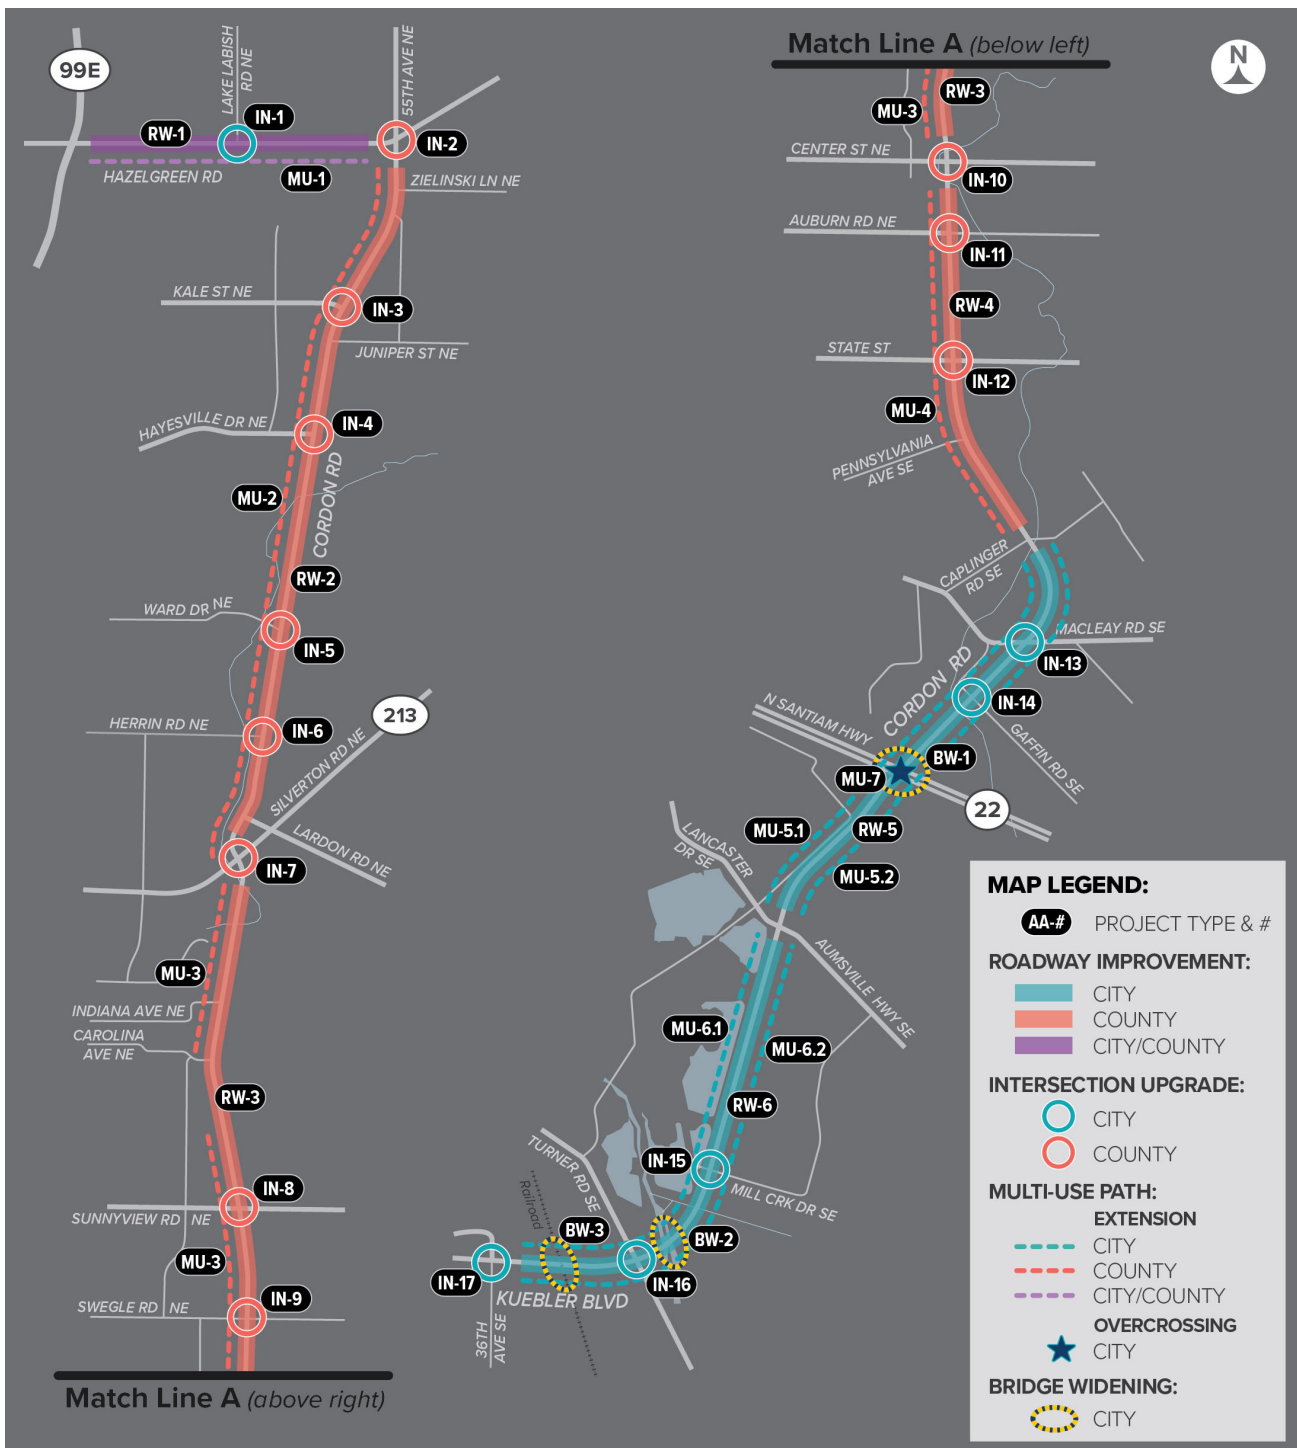 99E
LAKE LABISH
RD NE
55TH AVE NE
RW-1
IN-1
IN-2
HAZELGREEN RD
MU-1
ZIELINSKI LN NE
KALE ST NE
IN-3
JUNIPER ST NE
HAYESVILLE DR NE
IN-4
MU-2
CORDON RD
RW-2
WARD DR NE
IN-5
HERRIN RD NE
IN-6
213
SILVERTON RD NE
LARDON RD NE
IN-7
MU-3
INDIANA AVE NE
CAROLINA
AVE NE
RW-3
IN-8
SUNNYVIEW RD NE
MU-3
IN-9
SWEGLE RD NE
Match Line A (above right)
Match Line A (below left)
N
RW-3
MU-3
CENTER ST NE
IN-10
AUBURN RD NE
IN-11
RW-4
STATE ST
IN-12
MU-4
PENNSYLVANIA
AVE SE
CAPLINGER
RD SE
MACLEAY RD SE
IN-13
CORDON RD
IN-14
GAFFIN RD SE
N SANTIAM HWY
BW-1
MU-7
22
MU-5.1
RW-5
LANCASTER
DR SE
MU-5.2
AUMSVILLE HWY SE
MU-6.1
MU-6.2
RW-6
TURNER RD SE
IN-15
MILL CRK DR SE
Railroad
BW-3
BW-2
IN-17
IN-16
KUEBLER BLVD
36TH
AVE SE
MAP LEGEND:
AA-# PROJECT TYPE & #
ROADWAY IMPROVEMENT:
CITY
COUNTY
CITY/COUNTY
INTERSECTION UPGRADE:
CITY
COUNTY
MULTI-USE PATH:
EXTENSION
CITY
COUNTY
CITY/COUNTY
OVERCROSSING
CITY
BRIDGE WIDENING:
CITY